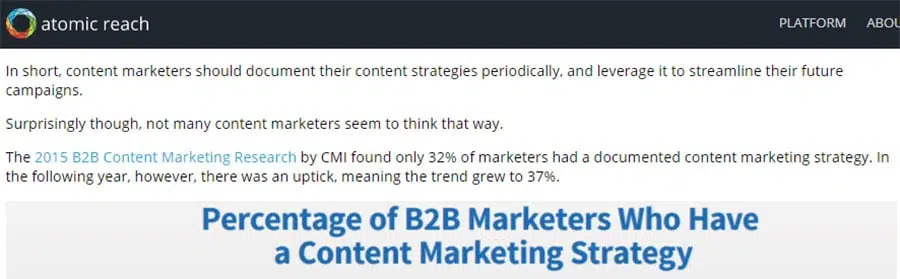 atomic reach PLATFORM
In short, content marketers should document their content strategies periodically, and leverage it to streamline their future
campaigns.
Surprisingly though, not many content marketers seem to think that way.
The 2015 B2B Content Marketing Research by CMI found only 32% of marketers had a documented content marketing strategy. In
the following year, however, there was an uptick, meaning the trend grew to 37%.
Percentage of B2B Marketers Who Have
a Content Marketing Strategy